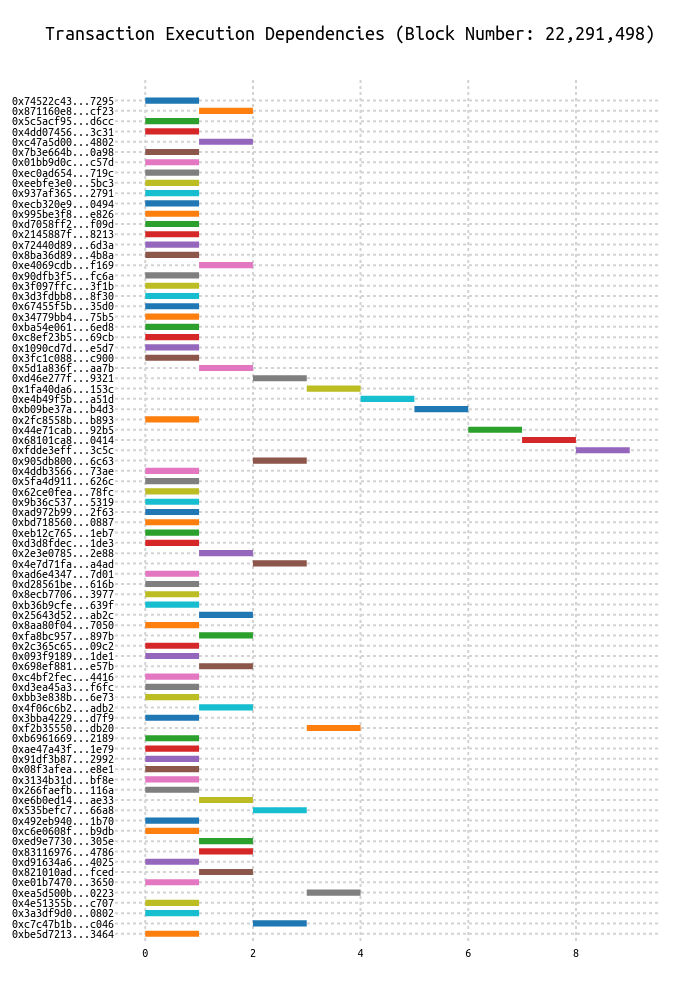 Transaction Execution Dependencies (Block Number: 22,291,498)
0x74522c43...7295
0x871160e8...cf23
0x5c5acf95...d6cc
0x4dd07456...3c31
0xc47a5d00...4802
0x7b3e664b...0a98
0x01bb9d0c...c57d
0xec0ad654...719c
0xeebfe3e0...5bc3
0x937af365...2791
0xecb320e9...0494
0x995be3f8...e826
0xd7058ff2...f09d
0x2145887f...8213
0x72440d89...6d3a
0x8ba36d89...4b8a
0xe4069cdb...f169
0x90dfb3f5...fc6a
0x3f097ffc...3f1b
0x3d3fdbb8...8f30
0x67455f5b...35d0
0x34779bb4...75b5
0xba54e061...6ed8
0xc8ef23b5...69cb
0x1090cd7d...e5d7
0x3fc1c088...c900
0x5d1a836f...aa7b
0xd46e277f...9321
0x1fa40da6...153c
0xe4b49f5b...a51d
0xb09be37a...b4d3
0x2fc8558b...b893
0x44e71cab...92b5
0x68101ca8...0414
0xfdde3eff...3c5c
0x905db800...6c63
0x4ddb3566...73ae
0x5fa4d911...626c
0x62ce0fea...78fc
0x9b36c537...5319
0xad972b99...2f63
0xbd718560...0887
0xeb12c765...1eb7
0xd3d8fdec...1de3
0x2e3e0785...2e88
0x4e7d71fa...a4ad
0xad6e4347...7d01
0xd28561be...616b
0x8ecb7706...3977
0xb36b9cfe...639f
0x25643d52...ab2c
0x8aa80f04...7050
0xfa8bc957...897b
0x2c365c65...09c2
0x093f9189...1de1
0x698ef881...e57b
0xc4bf2fec...4416
0xd3ea45a3...f6fc
0xbb3e838b...6e73
0x4f06c6b2...adb2
0x3bba4229...d7f9
0xf2b35550...db20
0xb6961669...2189
0xae47a43f...1e79
0x91df3b87...2992
0x08f3afea...e8e1
0x3134b31d...bf8e
0x266faefb...116a
0xe6b0ed14...ae33
0x535befc7...66a8
0x492eb940...1b70
0xc6e0608f...b9db
0xed9e7730...305e
0x83116976...4786
0xd91634a6...4025
0x821010ad...fced
0xe01b7470...3650
0xea5d500b...0223
0x4e51355b...c707
0x3a3df9d0...0802
0xc7c47b1b...c046
0xbe5d7213...3464
0 2 4 6 8